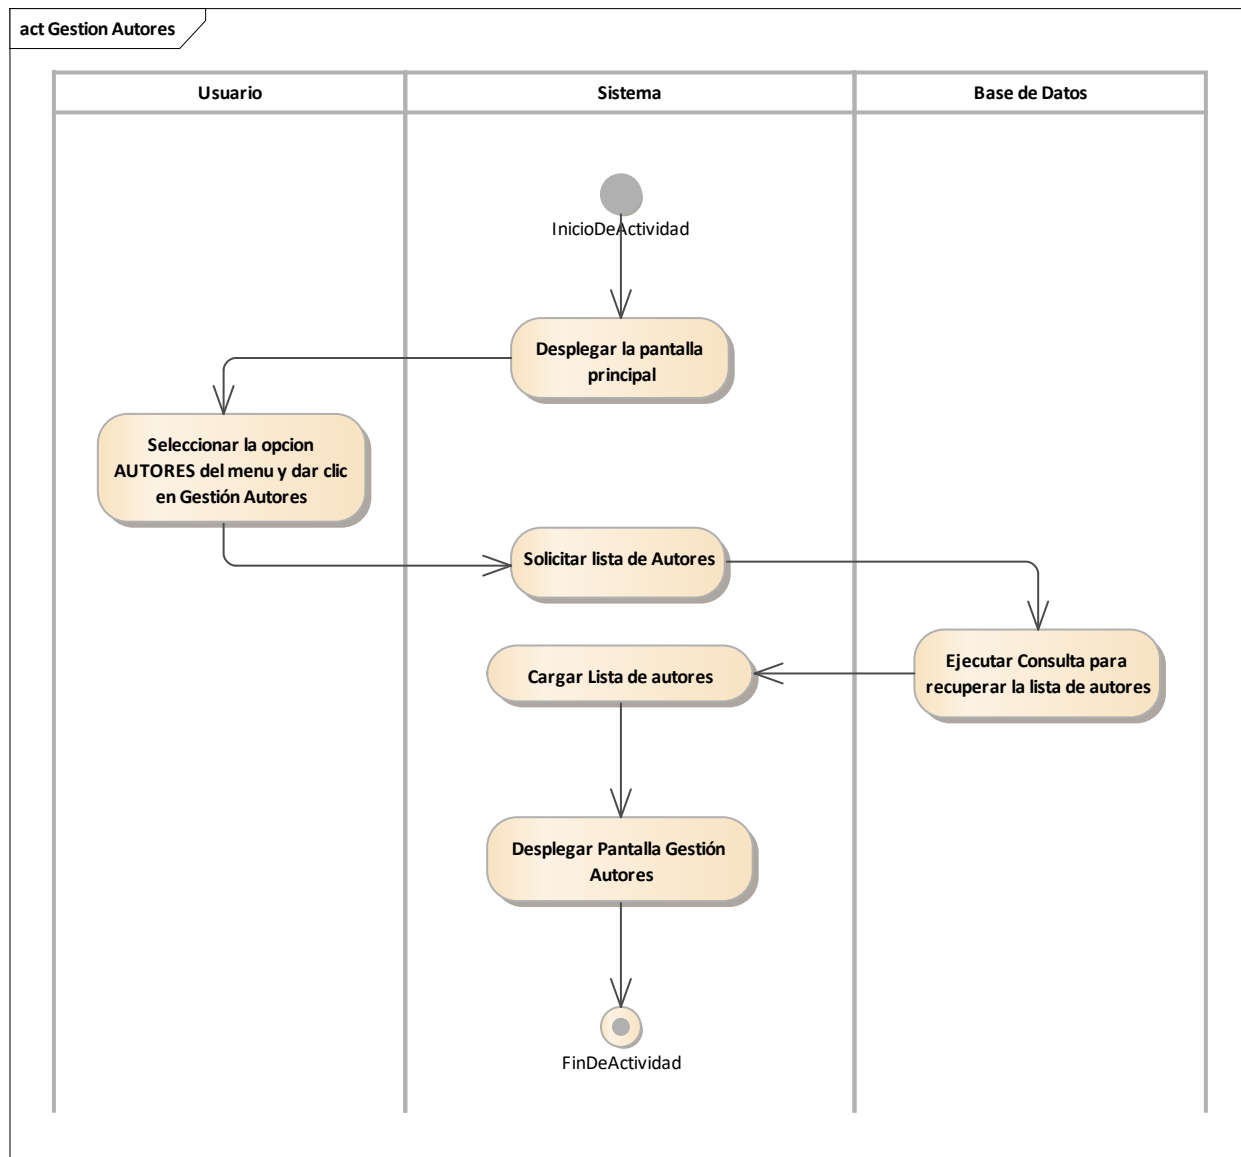 act Gestion Autores
Usuario
Sistema
Base de Datos
InicioDeActividad
Desplegar la pantalla
principal
Seleccionar la opcion
AUTORES del menu y dar clic
en Gestión Autores
Solicitar lista de Autores
Ejecutar Consulta para
recuperar la lista de autores
Cargar Lista de autores
Desplegar Pantalla Gestión
Autores
FinDeActividad